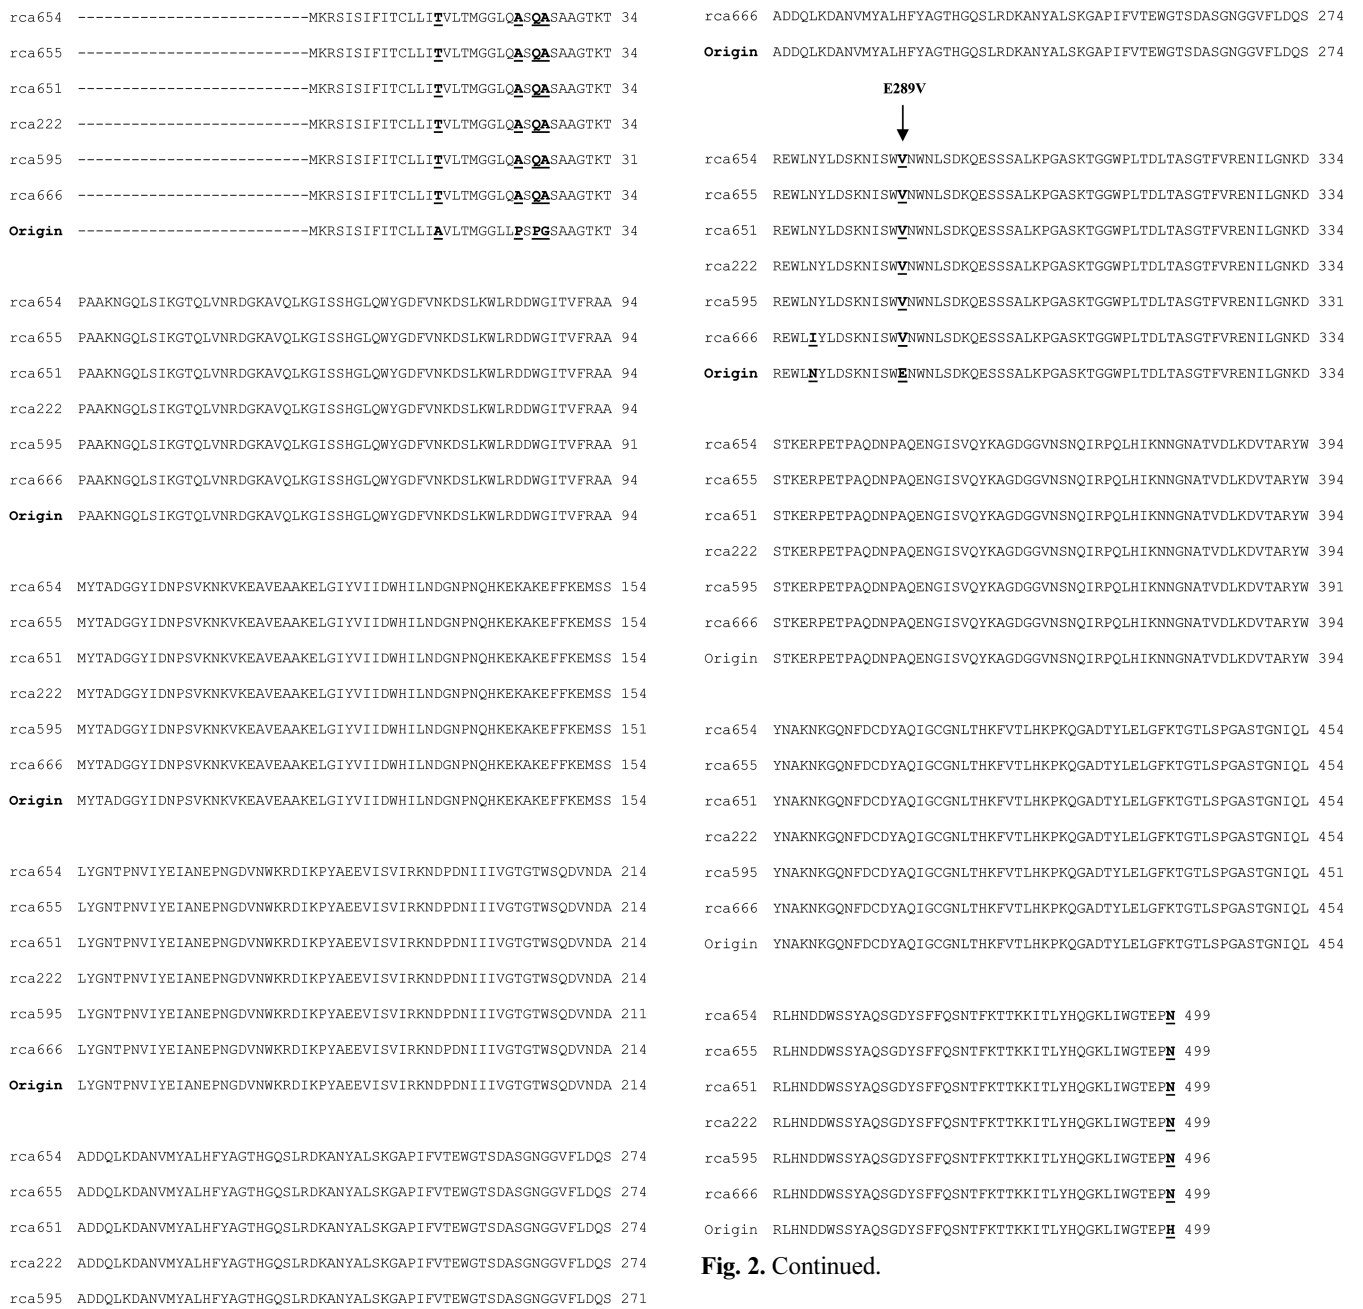 rca654 --------------------------MKRSISIFITCLLITVLTMGGLQASQASAAGTKT 34
rca655 --------------------------MKRSISIFITCLLITVLTMGGLQASQASAAGTKT 34
rca651 --------------------------MKRSISIFITCLLITVLTMGGLQASQASAAGTKT 34
rca222 --------------------------MKRSISIFITCLLITVLTMGGLQASQASAAGTKT 34
rca595 --------------------------MKRSISIFITCLLITVLTMGGLQASQASAAGTKT 31
rca666 --------------------------MKRSISIFITCLLITVLTMGGLQASQASAAGTKT 34
Origin --------------------------MKRSISIFITCLLIAVLTMGGLLPSPGSAAGTKT 34
rca654 PAAKNGQLSIKGTQLVNRDGKAVQLKGISSHGLQWYGDFVNKDSLKWLRDDWGITVFRAA 94
rca655 PAAKNGQLSIKGTQLVNRDGKAVQLKGISSHGLQWYGDFVNKDSLKWLRDDWGITVFRAA 94
rca651 PAAKNGQLSIKGTQLVNRDGKAVQLKGISSHGLQWYGDFVNKDSLKWLRDDWGITVFRAA 94
rca222 PAAKNGQLSIKGTQLVNRDGKAVQLKGISSHGLQWYGDFVNKDSLKWLRDDWGITVFRAA 94
rca595 PAAKNGQLSIKGTQLVNRDGKAVQLKGISSHGLQWYGDFVNKDSLKWLRDDWGITVFRAA 91
rca666 PAAKNGQLSIKGTQLVNRDGKAVQLKGISSHGLQWYGDFVNKDSLKWLRDDWGITVFRAA 94
Origin PAAKNGQLSIKGTQLVNRDGKAVQLKGISSHGLQWYGDFVNKDSLKWLRDDWGITVFRAA 94
rca654 MYTADGGYIDNPSVKNKVKEAVEAAKELGIYVIIDWHILNDGNPNQHKEKAKEFFKEMSS 154
rca655 MYTADGGYIDNPSVKNKVKEAVEAAKELGIYVIIDWHILNDGNPNQHKEKAKEFFKEMSS 154
rca651 MYTADGGYIDNPSVKNKVKEAVEAAKELGIYVIIDWHILNDGNPNQHKEKAKEFFKEMSS 154
rca222 MYTADGGYIDNPSVKNKVKEAVEAAKELGIYVIIDWHILNDGNPNQHKEKAKEFFKEMSS 154
rca595 MYTADGGYIDNPSVKNKVKEAVEAAKELGIYVIIDWHILNDGNPNQHKEKAKEFFKEMSS 151
rca666 MYTADGGYIDNPSVKNKVKEAVEAAKELGIYVIIDWHILNDGNPNQHKEKAKEFFKEMSS 154
Origin MYTADGGYIDNPSVKNKVKEAVEAAKELGIYVIIDWHILNDGNPNQHKEKAKEFFKEMSS 154
rca654 LYGNTPNVIYEIANEPNGDVNWKRDIKPYAEEVISVIRKNDPDNIIIVGTGTWSQDVNDA 214
rca655 LYGNTPNVIYEIANEPNGDVNWKRDIKPYAEEVISVIRKNDPDNIIIVGTGTWSQDVNDA 214
rca651 LYGNTPNVIYEIANEPNGDVNWKRDIKPYAEEVISVIRKNDPDNIIIVGTGTWSQDVNDA 214
rca222 LYGNTPNVIYEIANEPNGDVNWKRDIKPYAEEVISVIRKNDPDNIIIVGTGTWSQDVNDA 214
rca595 LYGNTPNVIYEIANEPNGDVNWKRDIKPYAEEVISVIRKNDPDNIIIVGTGTWSQDVNDA 211
rca666 LYGNTPNVIYEIANEPNGDVNWKRDIKPYAEEVISVIRKNDPDNIIIVGTGTWSQDVNDA 214
Origin LYGNTPNVIYEIANEPNGDVNWKRDIKPYAEEVISVIRKNDPDNIIIVGTGTWSQDVNDA 214
rca654 ADDQLKDANVMYALHFYAGTHGQSLRDKANYALSKGAPIFVTEWGTSDASGNGGVFLDQS 274
rca655 ADDQLKDANVMYALHFYAGTHGQSLRDKANYALSKGAPIFVTEWGTSDASGNGGVFLDQS 274
rca651 ADDQLKDANVMYALHFYAGTHGQSLRDKANYALSKGAPIFVTEWGTSDASGNGGVFLDQS 274
rca222 ADDQLKDANVMYALHFYAGTHGQSLRDKANYALSKGAPIFVTEWGTSDASGNGGVFLDQS 274
rca595 ADDQLKDANVMYALHFYAGTHGQSLRDKANYALSKGAPIFVTEWGTSDASGNGGVFLDQS 271
rca666 ADDQLKDANVMYALHFYAGTHGQSLRDKANYALSKGAPIFVTEWGTSDASGNGGVFLDQS 274
Origin ADDQLKDANVMYALHFYAGTHGQSLRDKANYALSKGAPIFVTEWGTSDASGNGGVFLDQS 274
E289V
rca654 REWLNYLDSKNISWVNWNLSDKQESSSALKPGASKTGGWPLTDLTASGTFVRENILGNKD 334
rca655 REWLNYLDSKNISWVNWNLSDKQESSSALKPGASKTGGWPLTDLTASGTFVRENILGNKD 334
rca651 REWLNYLDSKNISWVNWNLSDKQESSSALKPGASKTGGWPLTDLTASGTFVRENILGNKD 334
rca222 REWLNYLDSKNISWVNWNLSDKQESSSALKPGASKTGGWPLTDLTASGTFVRENILGNKD 334
rca595 REWLNYLDSKNISWVNWNLSDKQESSSALKPGASKTGGWPLTDLTASGTFVRENILGNKD 331
rca666 REWLIYLDSKNISWVNWNLSDKQESSSALKPGASKTGGWPLTDLTASGTFVRENILGNKD 334
Origin REWLNYLDSKNISWENWNLSDKQESSSALKPGASKTGGWPLTDLTASGTFVRENILGNKD 334
rca654 STKERPETPAQDNPAQENGISVQYKAGDGGVNSNQIRPQLHIKNNGNATVDLKDVTARYW 394
rca655 STKERPETPAQDNPAQENGISVQYKAGDGGVNSNQIRPQLHIKNNGNATVDLKDVTARYW 394
rca651 STKERPETPAQDNPAQENGISVQYKAGDGGVNSNQIRPQLHIKNNGNATVDLKDVTARYW 394
rca222 STKERPETPAQDNPAQENGISVQYKAGDGGVNSNQIRPQLHIKNNGNATVDLKDVTARYW 394
rca595 STKERPETPAQDNPAQENGISVQYKAGDGGVNSNQIRPQLHIKNNGNATVDLKDVTARYW 391
rca666 STKERPETPAQDNPAQENGISVQYKAGDGGVNSNQIRPQLHIKNNGNATVDLKDVTARYW 394
Origin STKERPETPAQDNPAQENGISVQYKAGDGGVNSNQIRPQLHIKNNGNATVDLKDVTARYW 394
rca654 YNAKNKGQNFDCDYAQIGCGNLTHKFVTLHKPKQGADTYLELGFKTGTLSPGASTGNIQL 454
rca655 YNAKNKGQNFDCDYAQIGCGNLTHKFVTLHKPKQGADTYLELGFKTGTLSPGASTGNIQL 454
rca651 YNAKNKGQNFDCDYAQIGCGNLTHKFVTLHKPKQGADTYLELGFKTGTLSPGASTGNIQL 454
rca222 YNAKNKGQNFDCDYAQIGCGNLTHKFVTLHKPKQGADTYLELGFKTGTLSPGASTGNIQL 454
rca595 YNAKNKGQNFDCDYAQIGCGNLTHKFVTLHKPKQGADTYLELGFKTGTLSPGASTGNIQL 451
rca666 YNAKNKGQNFDCDYAQIGCGNLTHKFVTLHKPKQGADTYLELGFKTGTLSPGASTGNIQL 454
Origin YNAKNKGQNFDCDYAQIGCGNLTHKFVTLHKPKQGADTYLELGFKTGTLSPGASTGNIQL 454
rca654 RLHNDDWSSYAQSGDYSFFQSNTFKTTKKITLYHQGKLIWGTEPN 499
rca655 RLHNDDWSSYAQSGDYSFFQSNTFKTTKKITLYHQGKLIWGTEPN 499
rca651 RLHNDDWSSYAQSGDYSFFQSNTFKTTKKITLYHQGKLIWGTEPN 499
rca222 RLHNDDWSSYAQSGDYSFFQSNTFKTTKKITLYHQGKLIWGTEPN 499
rca595 RLHNDDWSSYAQSGDYSFFQSNTFKTTKKITLYHQGKLIWGTEPN 496
rca666 RLHNDDWSSYAQSGDYSFFQSNTFKTTKKITLYHQGKLIWGTEPN 499
Origin RLHNDDWSSYAQSGDYSFFQSNTFKTTKKITLYHQGKLIWGTEPH 499
Fig. 2. Continued.